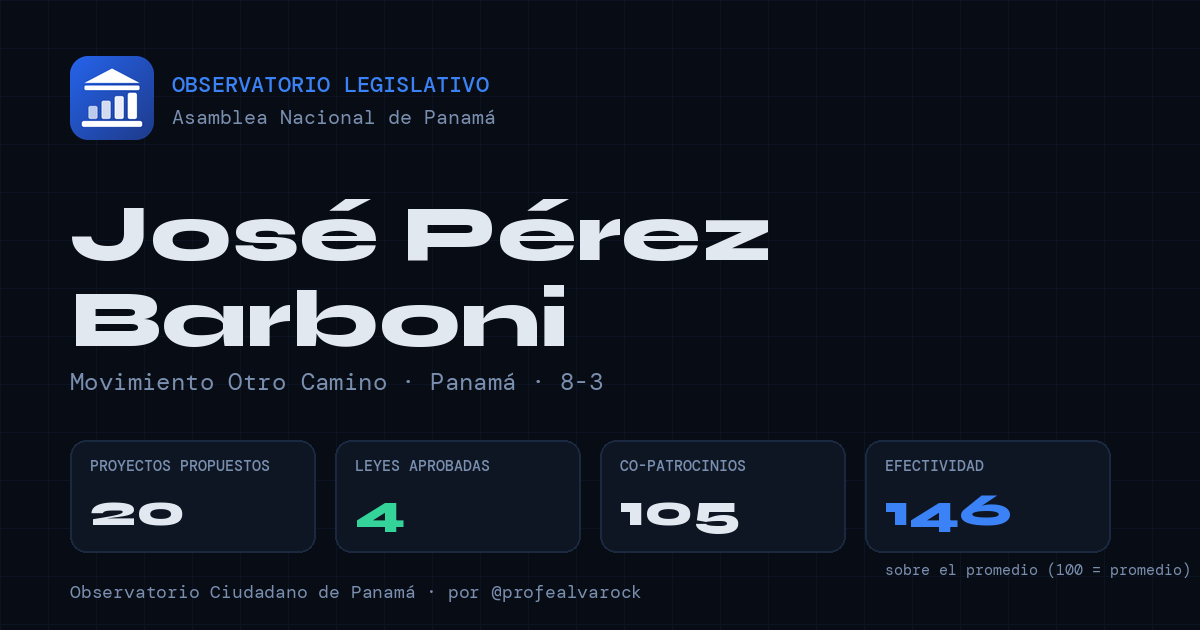 OBSERVATORIO LEGISLATIVO
Asamblea Nacional de Panamá
José Pérez
Barboni
Movimiento Otro Camino · Panamá · 8-3
PROYECTOS PROPUESTOS
20
LEYES APROBADAS
4
CO-PATROCINIOS
105
EFECTIVIDAD
146
sobre el promedio (100 = promedio)
Observatorio Ciudadano de Panamá · por @profealvarock